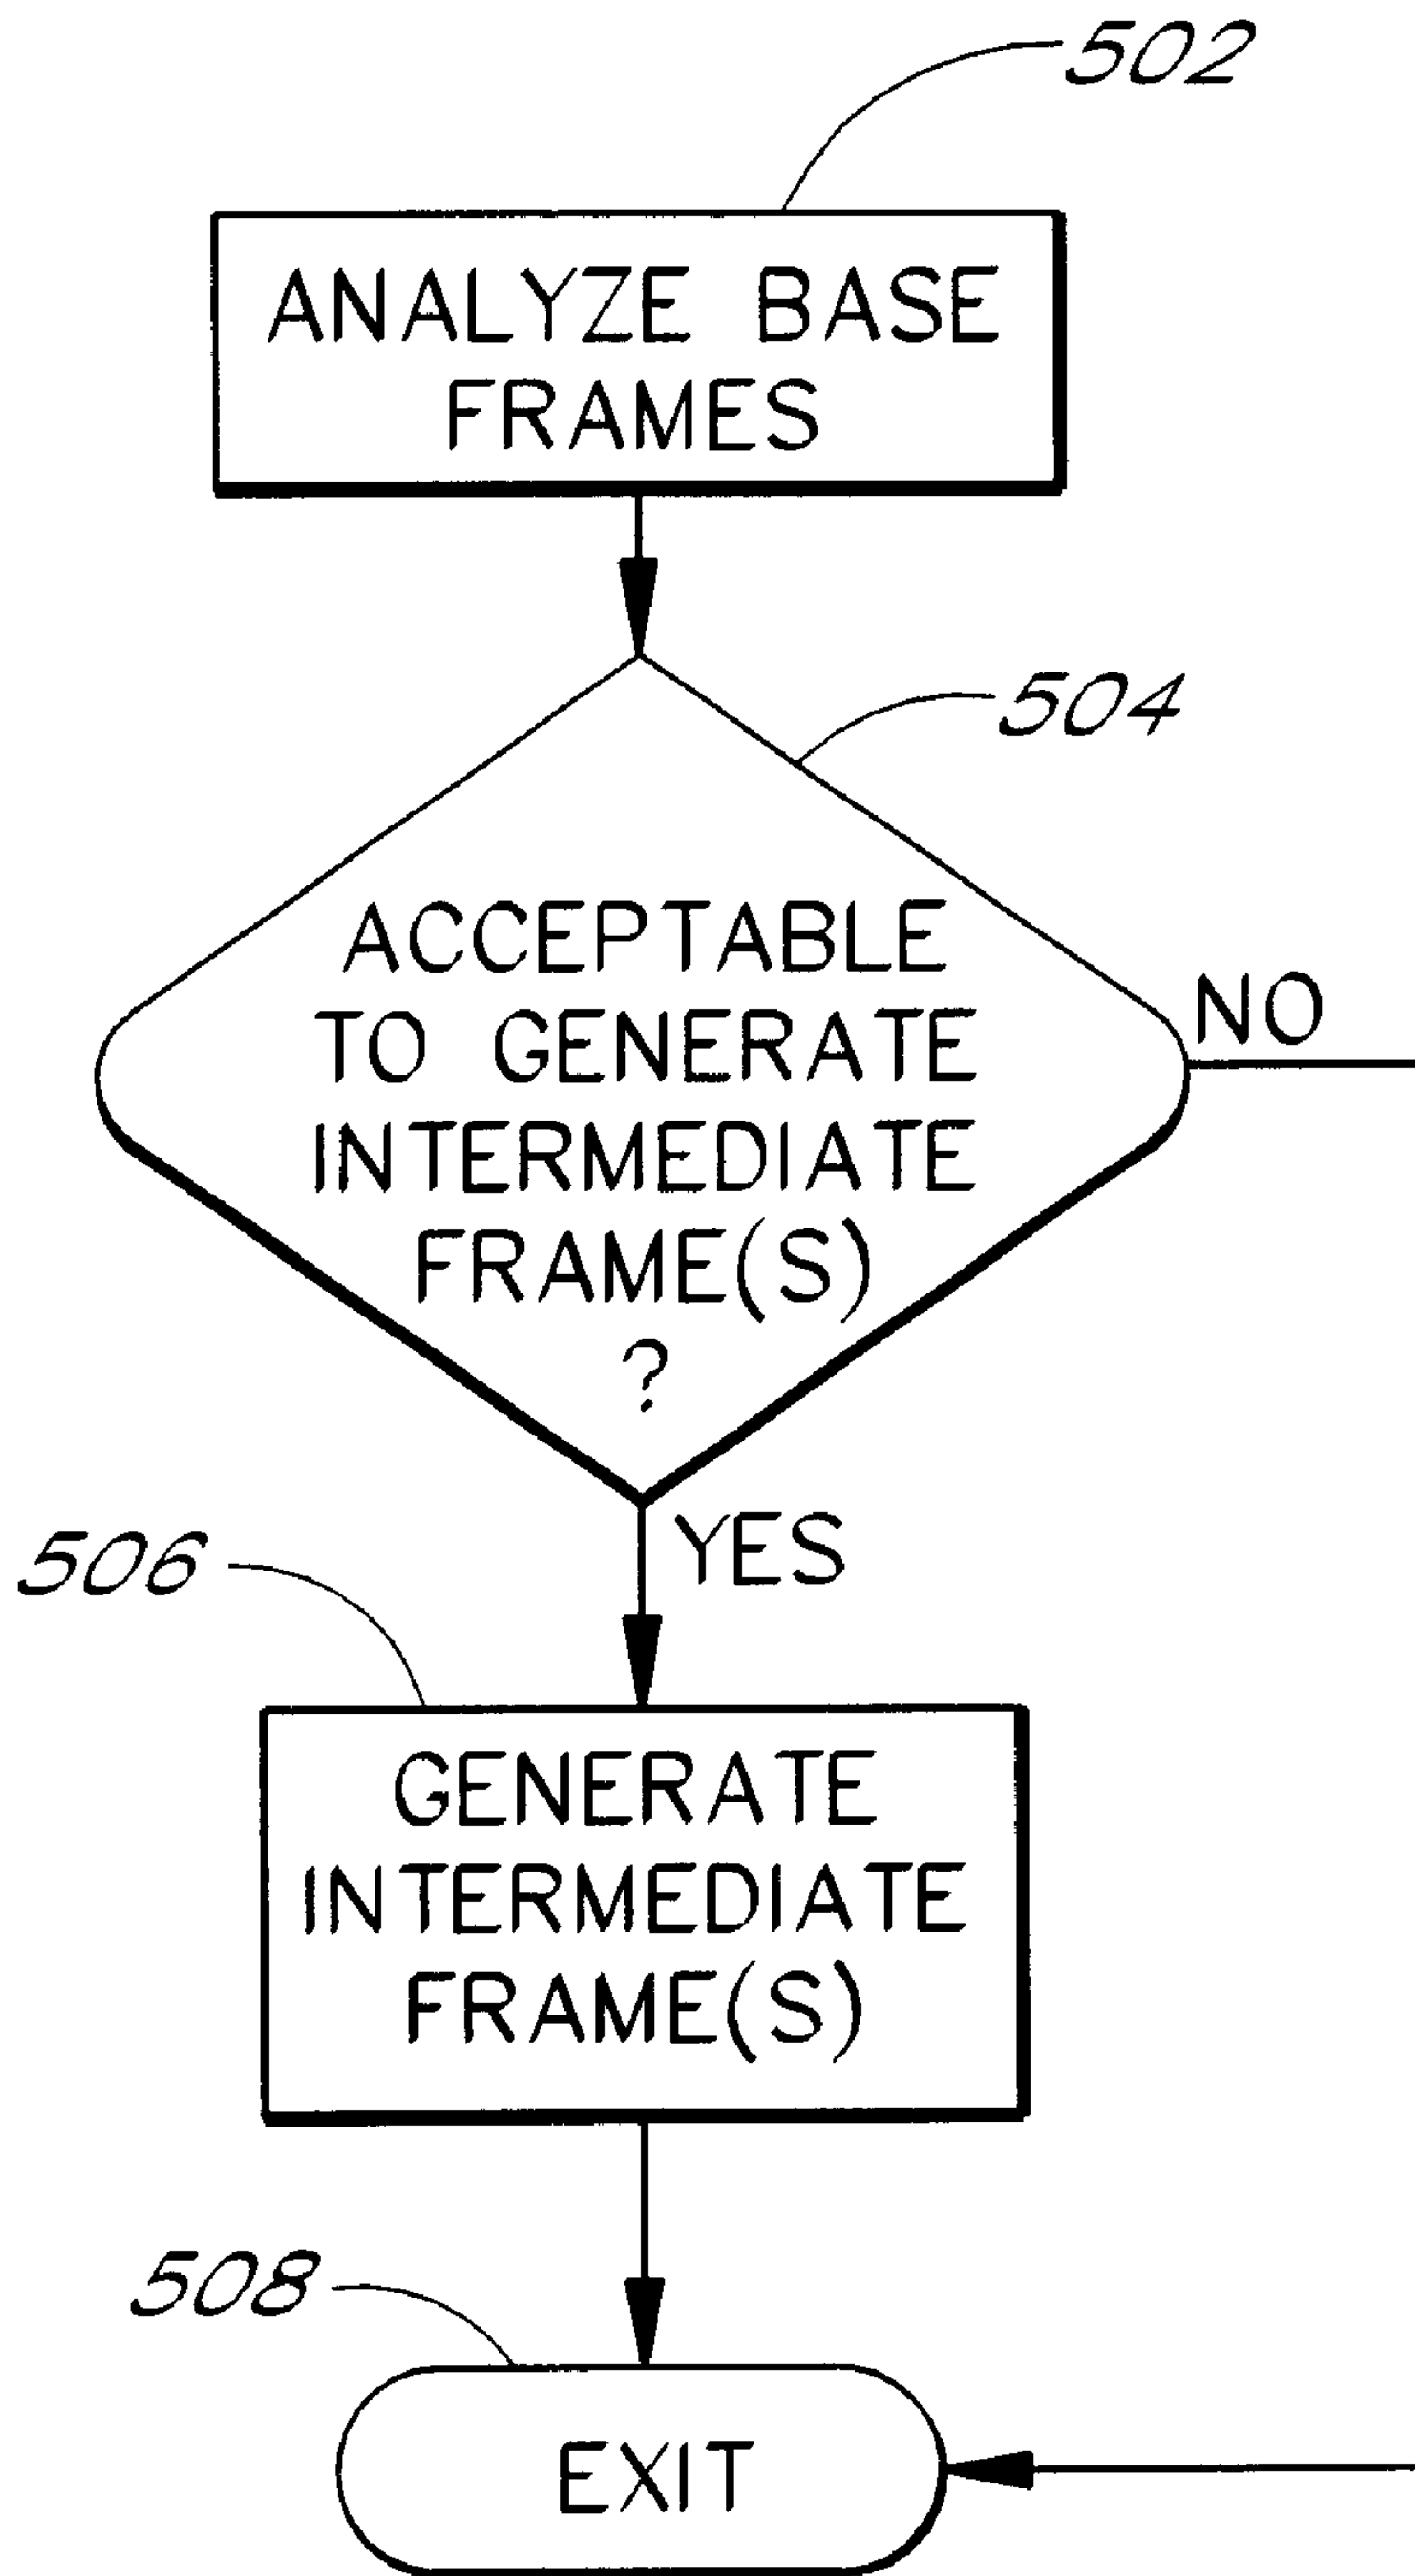 502
ANALYZE BASE
FRAMES
504
ACCEPTABLE
TO GENERATE
INTERMEDIATE
FRAME(S)
?
NO
YES
506
GENERATE
INTERMEDIATE
FRAME(S)
508
EXIT